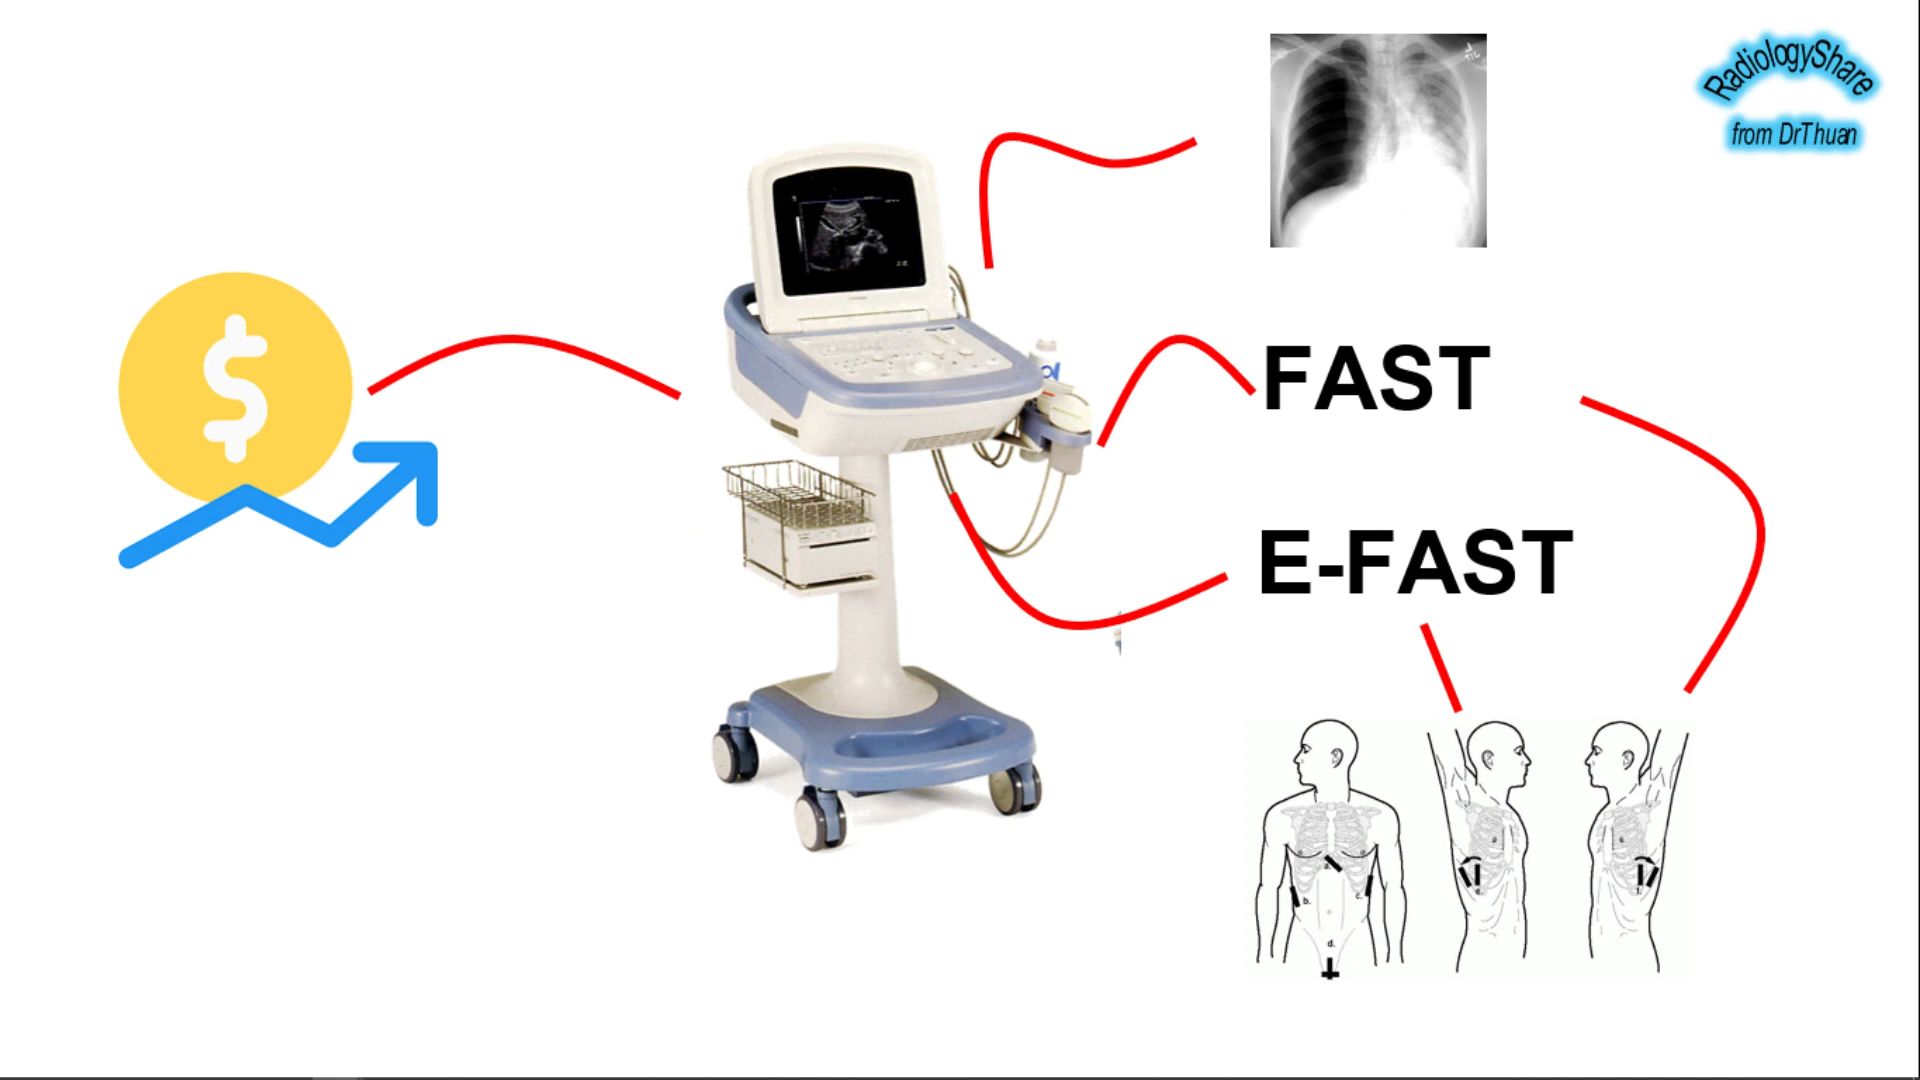 RadiologyShare
from DrThuan
FAST
E-FAST
b.
c.
d.